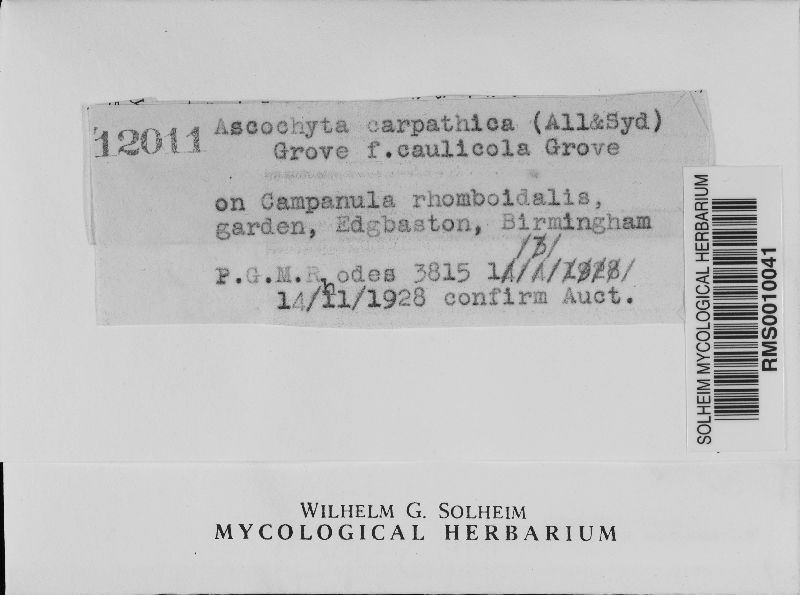 12011
Ascochyta carpathica (All&Syd)
Grove f.caulicola Grove
on Campanula rhomboidalis,
garden, Edgbaston, Birmingham
P.G.M.Rhodes 3815
14/11/1928 confirm Auct.
SOLHEIM MYCOLOGICAL HERBARIUM
RMS0010041
WILHELM G. SOLHEIM
MYCOLOGICAL HERBARIUM